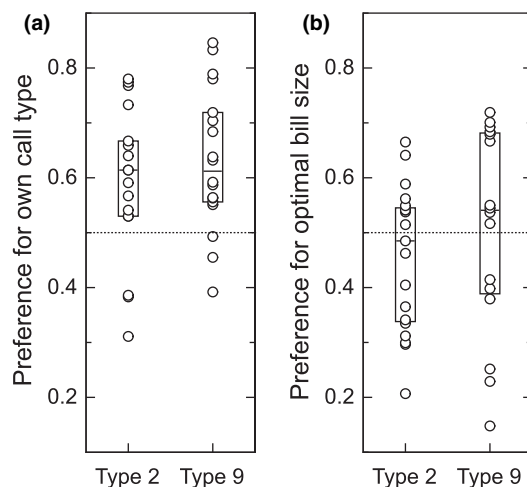 (a)
Preference for own call type
0.8
0.6
0.4
0.2
Type 2 Type 9
(b)
Preference for optimal bill size
0.8
0.6
0.4
0.2
Type 2 Type 9